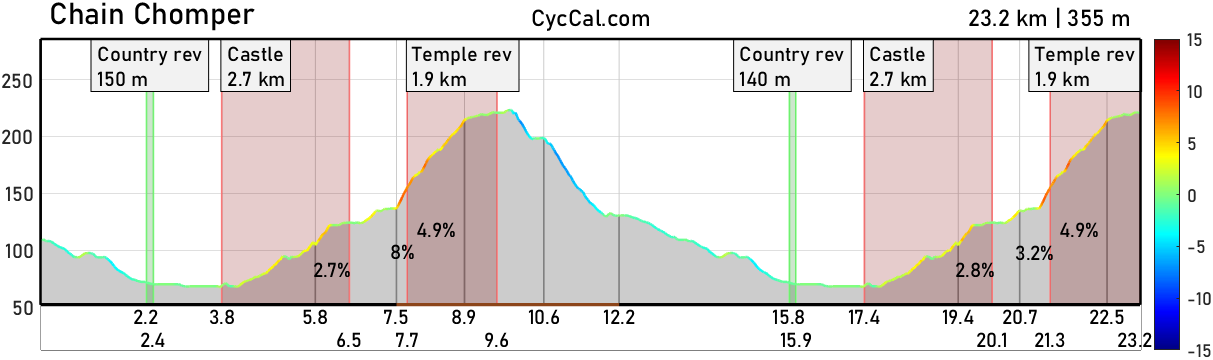 Chain Chomper
CycCal.com
23.2 km | 355 m
Country rev
150 m
Castle
2.7 km
Temple rev
1.9 km
Country rev
140 m
Castle
2.7 km
Temple rev
1.9 km
250
200
150
100
50
2.7%
8%
4.9%
2.8%
3.2%
4.9%
2.2 3.8 5.8 7.5 8.9 10.6 12.2 15.8 17.4 19.4 20.7 22.5
2.4 6.5 7.7 9.6 15.9 20.1 21.3 23.2
15
10
5
0
−5
−10
−15